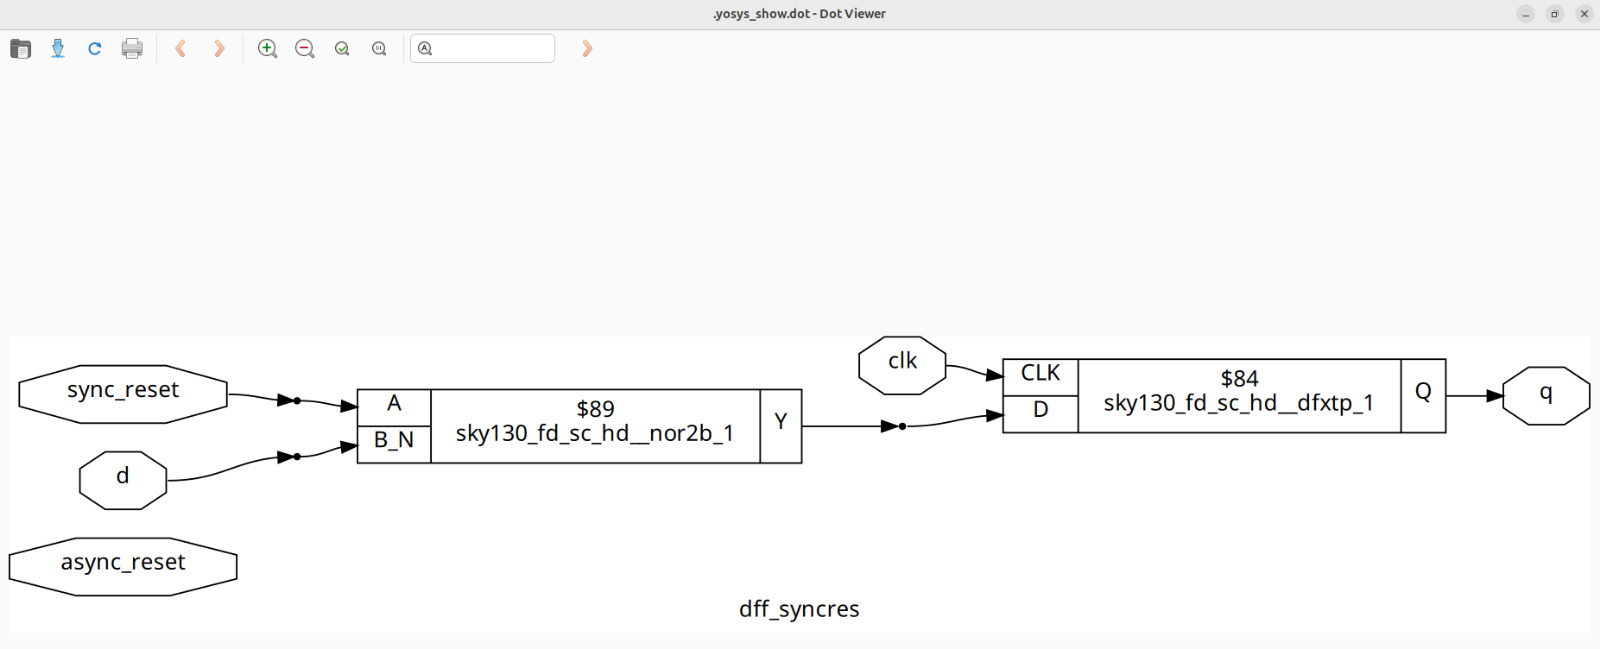 .yosys_show.dot - Dot Viewer
sync_reset
d
async_reset
A
B_N
$89
sky130_fd_sc_hd__nor2b_1
Y
clk
CLK
D
$84
sky130_fd_sc_hd__dfxtp_1
Q
q
dff_syncres